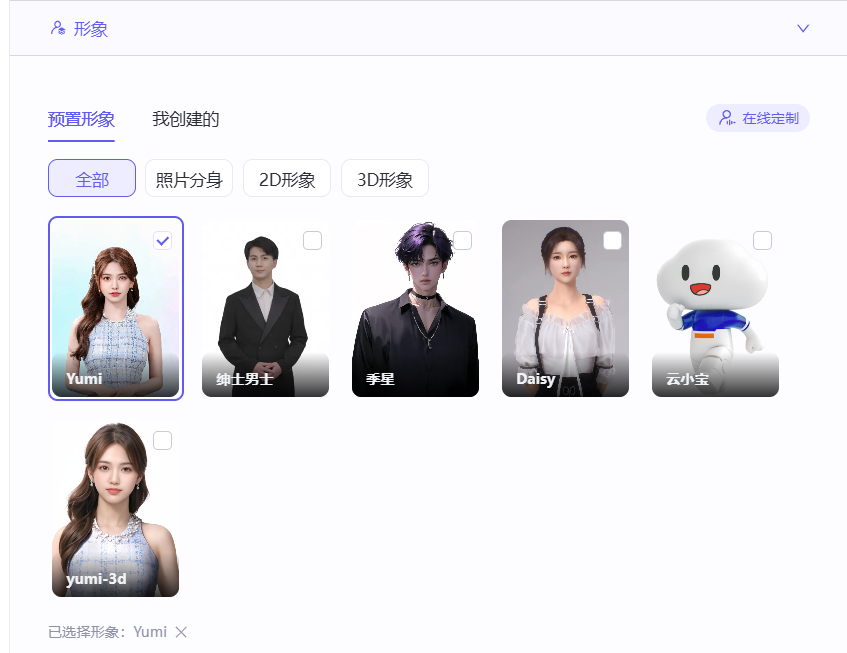 形象
预置形象 我创建的 在线定制
全部 照片分身 2D形象 3D形象
Yumi 绅士男士 季星 Daisy 云小宝
yumi-3d
已选择形象：Yumi